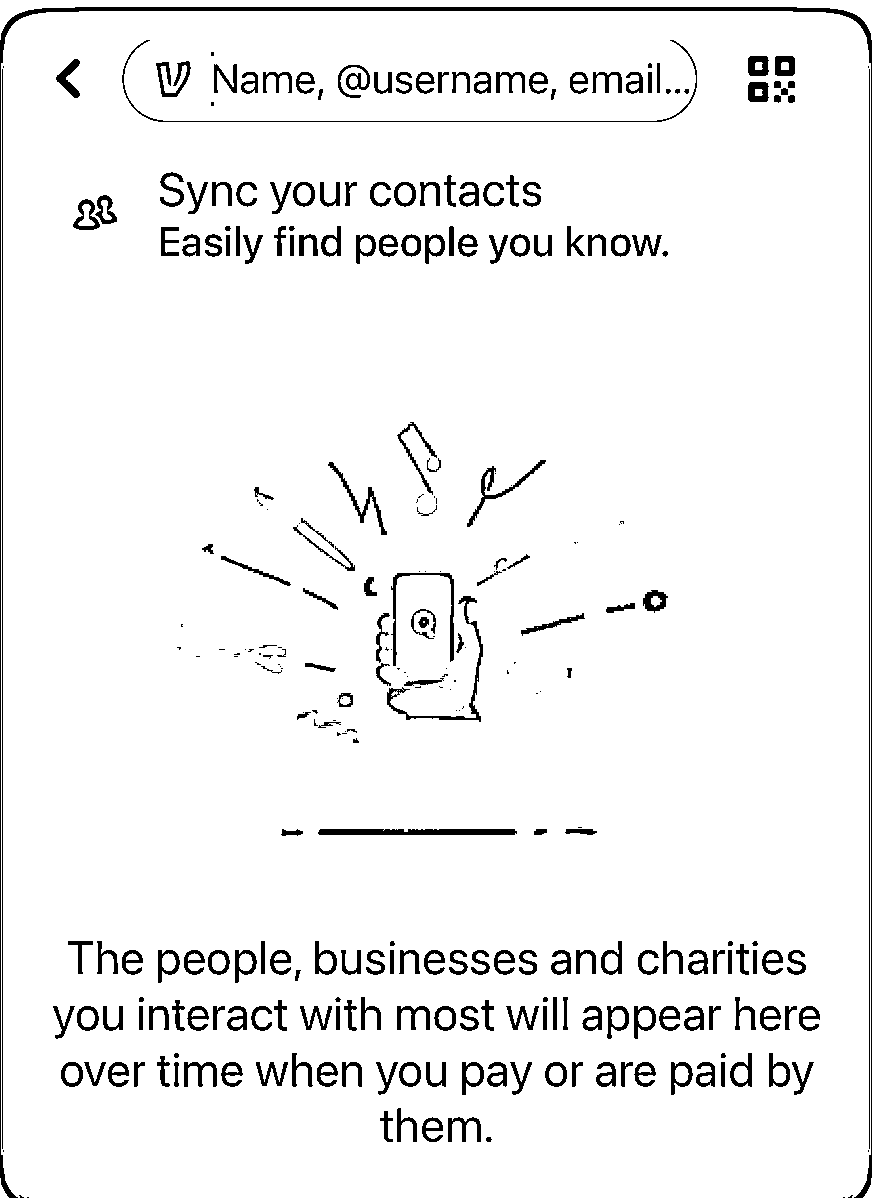 Name, @username, email...
Sync your contacts
Easily find people you know.
The people, businesses and charities
you interact with most will appear here
over time when you pay or are paid by
them.